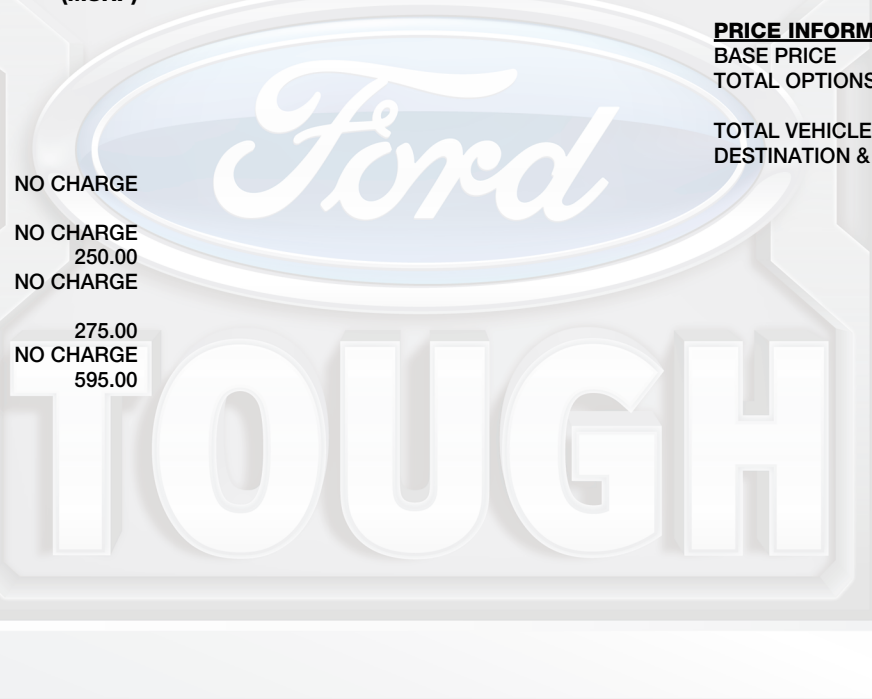 (MSRP)
NO CHARGE
NO CHARGE
250.00
NO CHARGE
275.00
NO CHARGE
595.00
PRICE INFORM
BASE PRICE
TOTAL OPTIONS
TOTAL VEHICLE
DESTINATION &
Ford
TOUGH